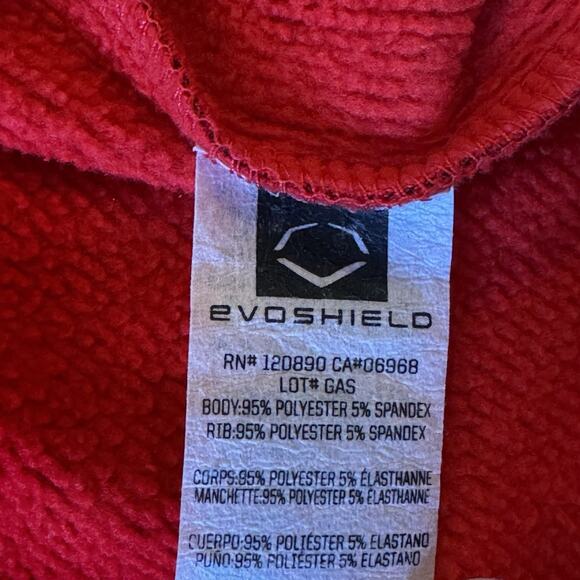 evoshield
RN# 120890 CA#06968
LOT# GAS
BODY:95% POLYESTER 5% SPANDEX
RIB:95% POLYESTER 5% SPANDEX
CORPS:95% POLYESTER 5% ÉLASTHANNE
MANCHETTE:95% POLYESTER 5% ÉLASTHANNE
CUERPO:95% POLIÉSTER 5% ELASTANO
PUÑO:95% POLIÉSTER 5% ELASTANO